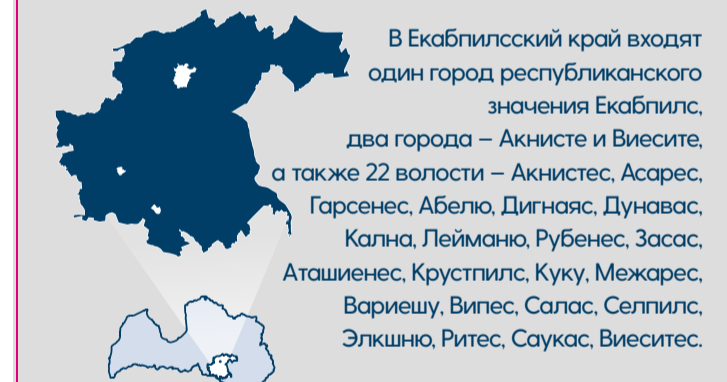 В Екабпилсский край входят
один город республиканского
значения Екабпилс,
два города – Акнисте и Виесите,
а также 22 волости – Акнистес, Асарес,
Гарсенес, Абелю, Дигнаяс, Дунавас,
Кална, Лейманю, Рубенес, Засас,
Аташиенес, Крустпилс, Куку, Межарес,
Вариешу, Випес, Салас, Селпилс,
Элкшню, Ритес, Саукас, Виеситес.